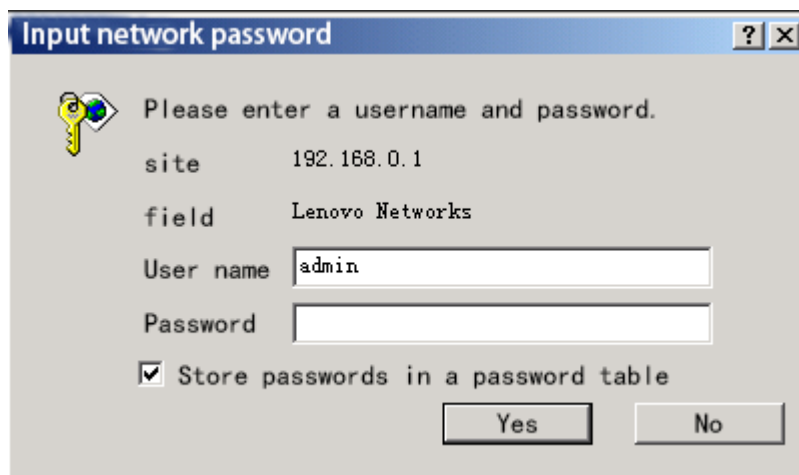 Input network password
Please enter a username and password.
site 192.168.0.1
field Lenovo Networks
User name admin
Password
Store passwords in a password table
Yes No